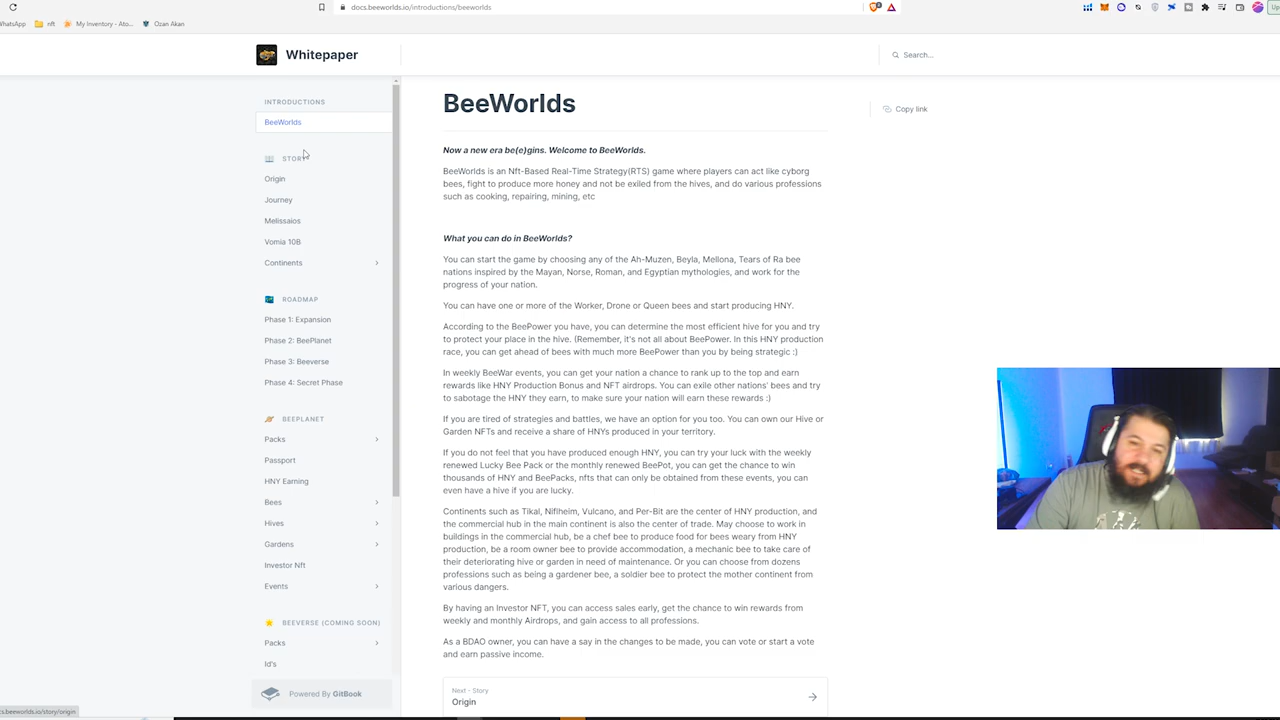 docs.beeworlds.io/introductions/beeworlds
WhatsApp
nft
My Inventory - Ato...
Ozan Akan
Whitepaper
Search...
INTRODUCTIONS
BeeWorlds
STORY
Origin
Journey
Melissaios
Vomia 10B
Continents
ROADMAP
Phase 1: Expansion
Phase 2: BeePlanet
Phase 3: Beeverse
Phase 4: Secret Phase
BEEPLANET
Packs
Passport
HNY Earning
Bees
Hives
Gardens
Investor Nft
Events
BEEVERSE (COMING SOON)
Packs
Id's
Powered By GitBook
BeeWorlds
Copy link
Now a new era be(e)gins. Welcome to BeeWorlds.
BeeWorlds is an Nft-Based Real-Time Strategy(RTS) game where players can act like cyborg
bees, fight to produce more honey and not be exiled from the hives, and do various professions
such as cooking, repairing, mining, etc
What you can do in BeeWorlds?
You can start the game by choosing any of the Ah-Muzen, Beyla, Mellona, Tears of Ra bee
nations inspired by the Mayan, Norse, Roman, and Egyptian mythologies, and work for the
progress of your nation.
You can have one or more of the Worker, Drone or Queen bees and start producing HNY.
According to the BeePower you have, you can determine the most efficient hive for you and try
to protect your place in the hive. (Remember, it's not all about BeePower. In this HNY production
race, you can get ahead of bees with much more BeePower than you by being strategic :)
In weekly BeeWar events, you can get your nation a chance to rank up to the top and earn
rewards like HNY Production Bonus and NFT airdrops. You can exile other nations' bees and try
to sabotage the HNY they earn, to make sure your nation will earn these rewards :)
If you are tired of strategies and battles, we have an option for you too. You can own our Hive or
Garden NFTs and receive a share of HNYs produced in your territory.
If you do not feel that you have produced enough HNY, you can try your luck with the weekly
renewed Lucky Bee Pack or the monthly renewed BeePot, you can get the chance to win
thousands of HNY and BeePacks, nfts that can only be obtained from these events, you can
even have a hive if you are lucky.
Continents such as Tikal, Niflheim, Vulcano, and Per-Bit are the center of HNY production, and
the commercial hub in the main continent is also the center of trade. May choose to work in
buildings in the commercial hub, be a chef bee to produce food for bees weary from HNY
production, be a room owner bee to provide accommodation, a mechanic bee to take care of
their deteriorating hive or garden in need of maintenance. Or you can choose from dozens
professions such as being a gardener bee, a soldier bee to protect the mother continent from
various dangers.
By having an Investor NFT, you can access sales early, get the chance to win rewards from
weekly and monthly Airdrops, and gain access to all professions.
As a BDAO owner, you can have a say in the changes to be made, you can vote or start a vote
and earn passive income.
Next - Story
Origin
cs.beeworlds.io/story/origin